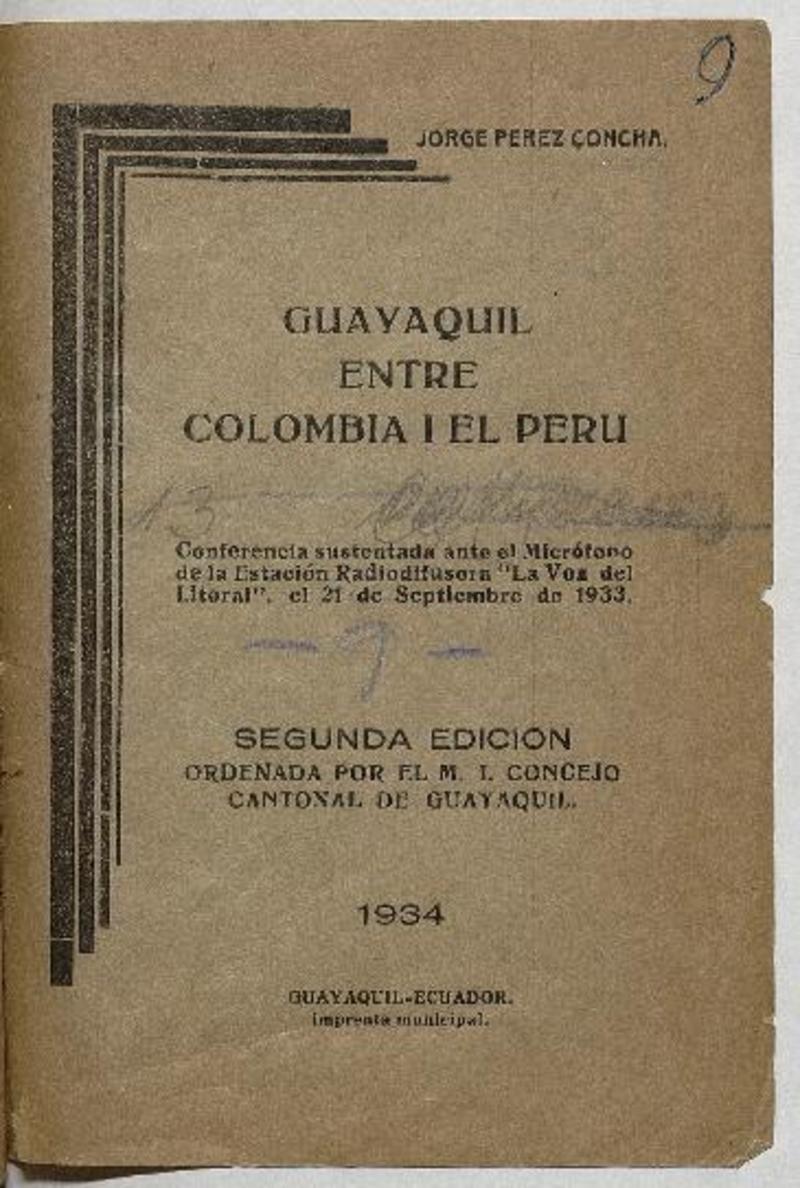 9
JORGE PEREZ CONCHA.
GUAYAQUIL
ENTRE
COLOMBIA I EL PERU
13
Conferencia sustentada ante el Micrófono
de la Estación Radiodifusora "La Voz del
Litoral", el 21 de Septiembre de 1933.
SEGUNDA EDICION
ORDENADA POR EL M. I. CONCEJO
CANTONAL DE GUAYAQUIL.
1934
GUAYAQUIL-ECUADOR.
imprenta municipal.